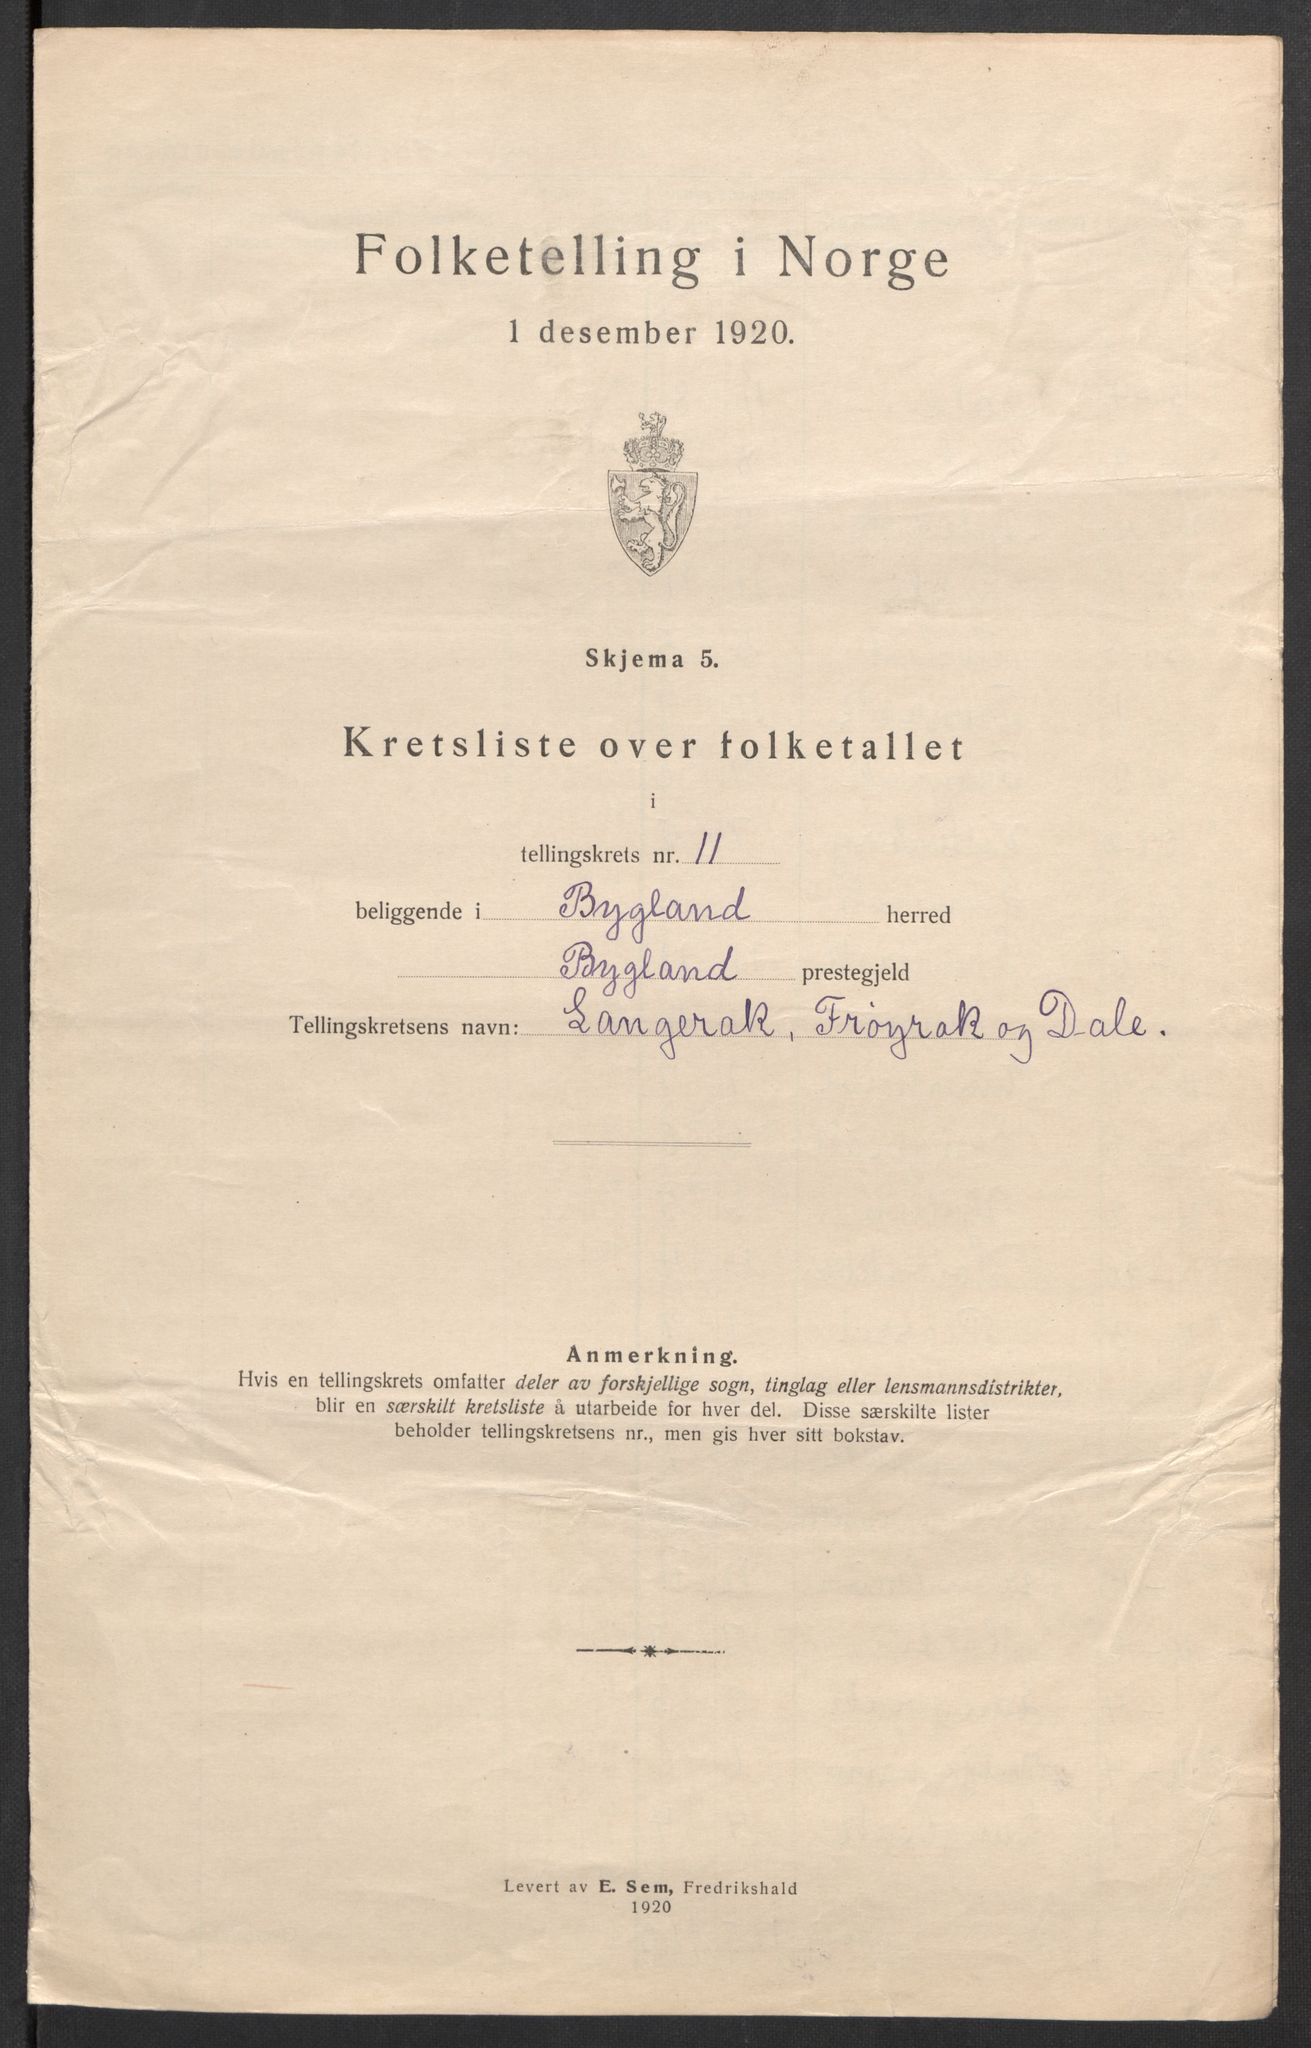 Folketelling i Norge
1 desember 1920.
Skjema 5.
Kretsliste over folketallet
i
tellingskrets nr. 11
beliggende i Bygland herred
Bygland prestegjeld
Tellingskretsens navn: Langerak, Frøyrak og Dale.
Anmerkning.
Hvis en tellingskrets omfatter deler av forskjellige sogn, tinglag eller lensmannsdistrikter,
blir en særskilt kretsliste å utarbeide for hver del. Disse særskilte lister
beholder tellingskretsens nr., men gis hver sitt bokstav.
Levert av E. Sem, Fredrikshald
1920